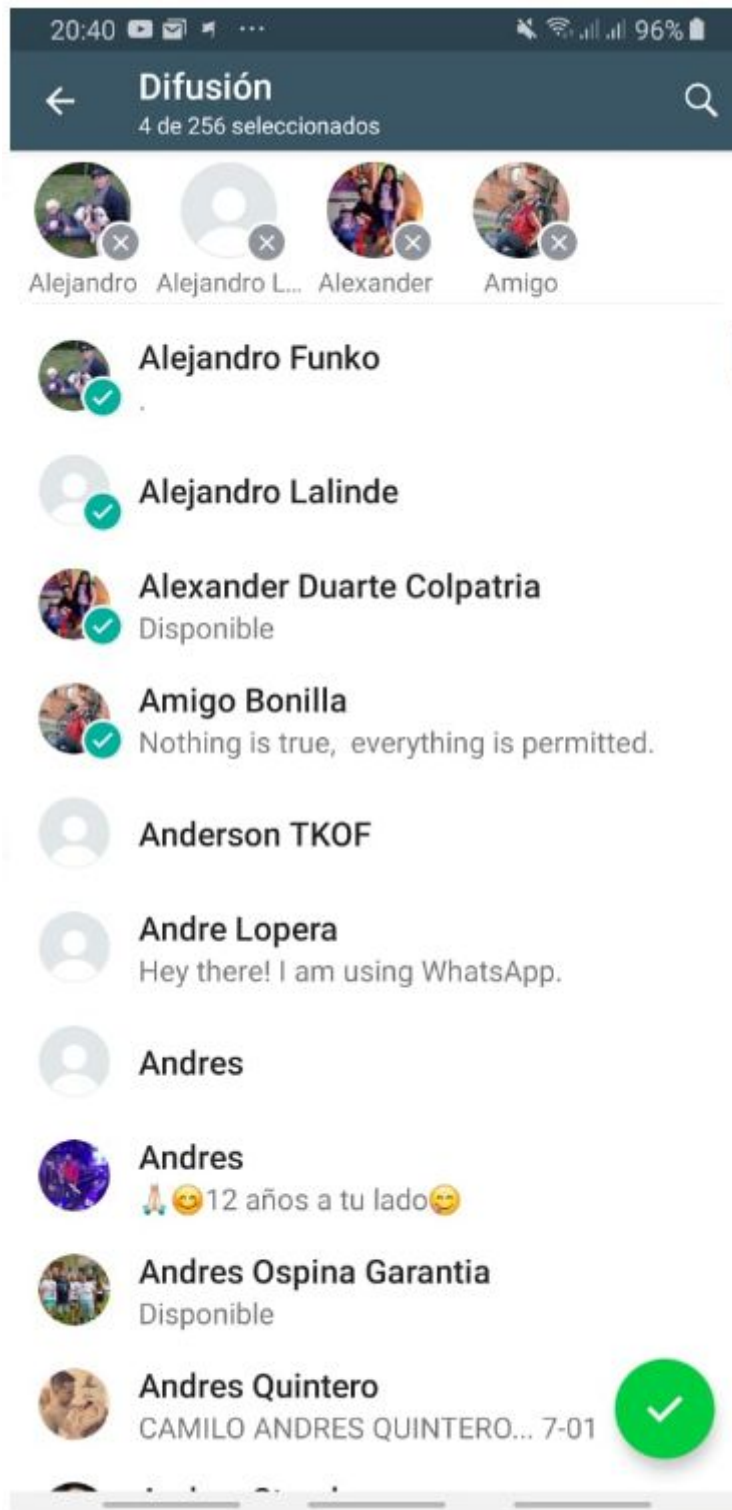 20:40 96%
Difusión
4 de 256 seleccionados
Alejandro Alejandro L... Alexander Amigo
Alejandro Funko
.
Alejandro Lalinde
Alexander Duarte Colpatria
Disponible
Amigo Bonilla
Nothing is true, everything is permitted.
Anderson TKOF
Andre Lopera
Hey there! I am using WhatsApp.
Andres
Andres
🙏🏻😊12 años a tu lado😋
Andres Ospina Garantia
Disponible
Andres Quintero
CAMILO ANDRES QUINTERO... 7-01